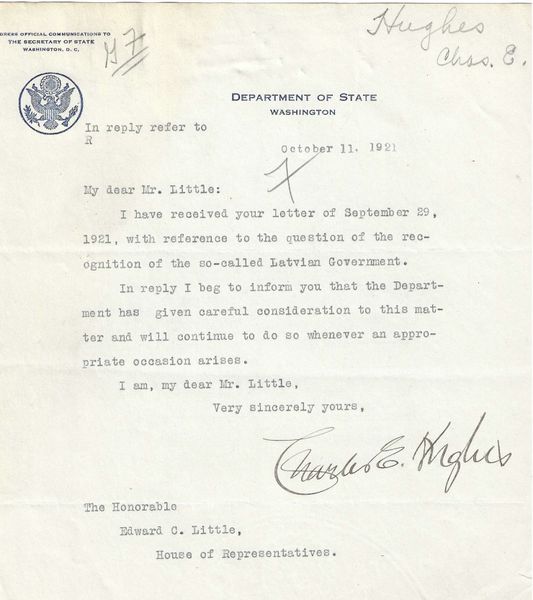 DRESS OFFICIAL COMMUNICATIONS TO
THE SECRETARY OF STATE
WASHINGTON, D. C.
Hughes
Chas. E.
DEPARTMENT OF STATE
WASHINGTON
In reply refer to
R
October 11, 1921
My dear Mr. Little:
I have received your letter of September 29,
1921, with reference to the question of the rec-
ognition of the so-called Latvian Government.
In reply I beg to inform you that the Depart-
ment has given careful consideration to this mat-
ter and will continue to do so whenever an appro-
priate occasion arises.
I am, my dear Mr. Little,
Very sincerely yours,
Charles E. Hughes
The Honorable
Edward C. Little,
House of Representatives.